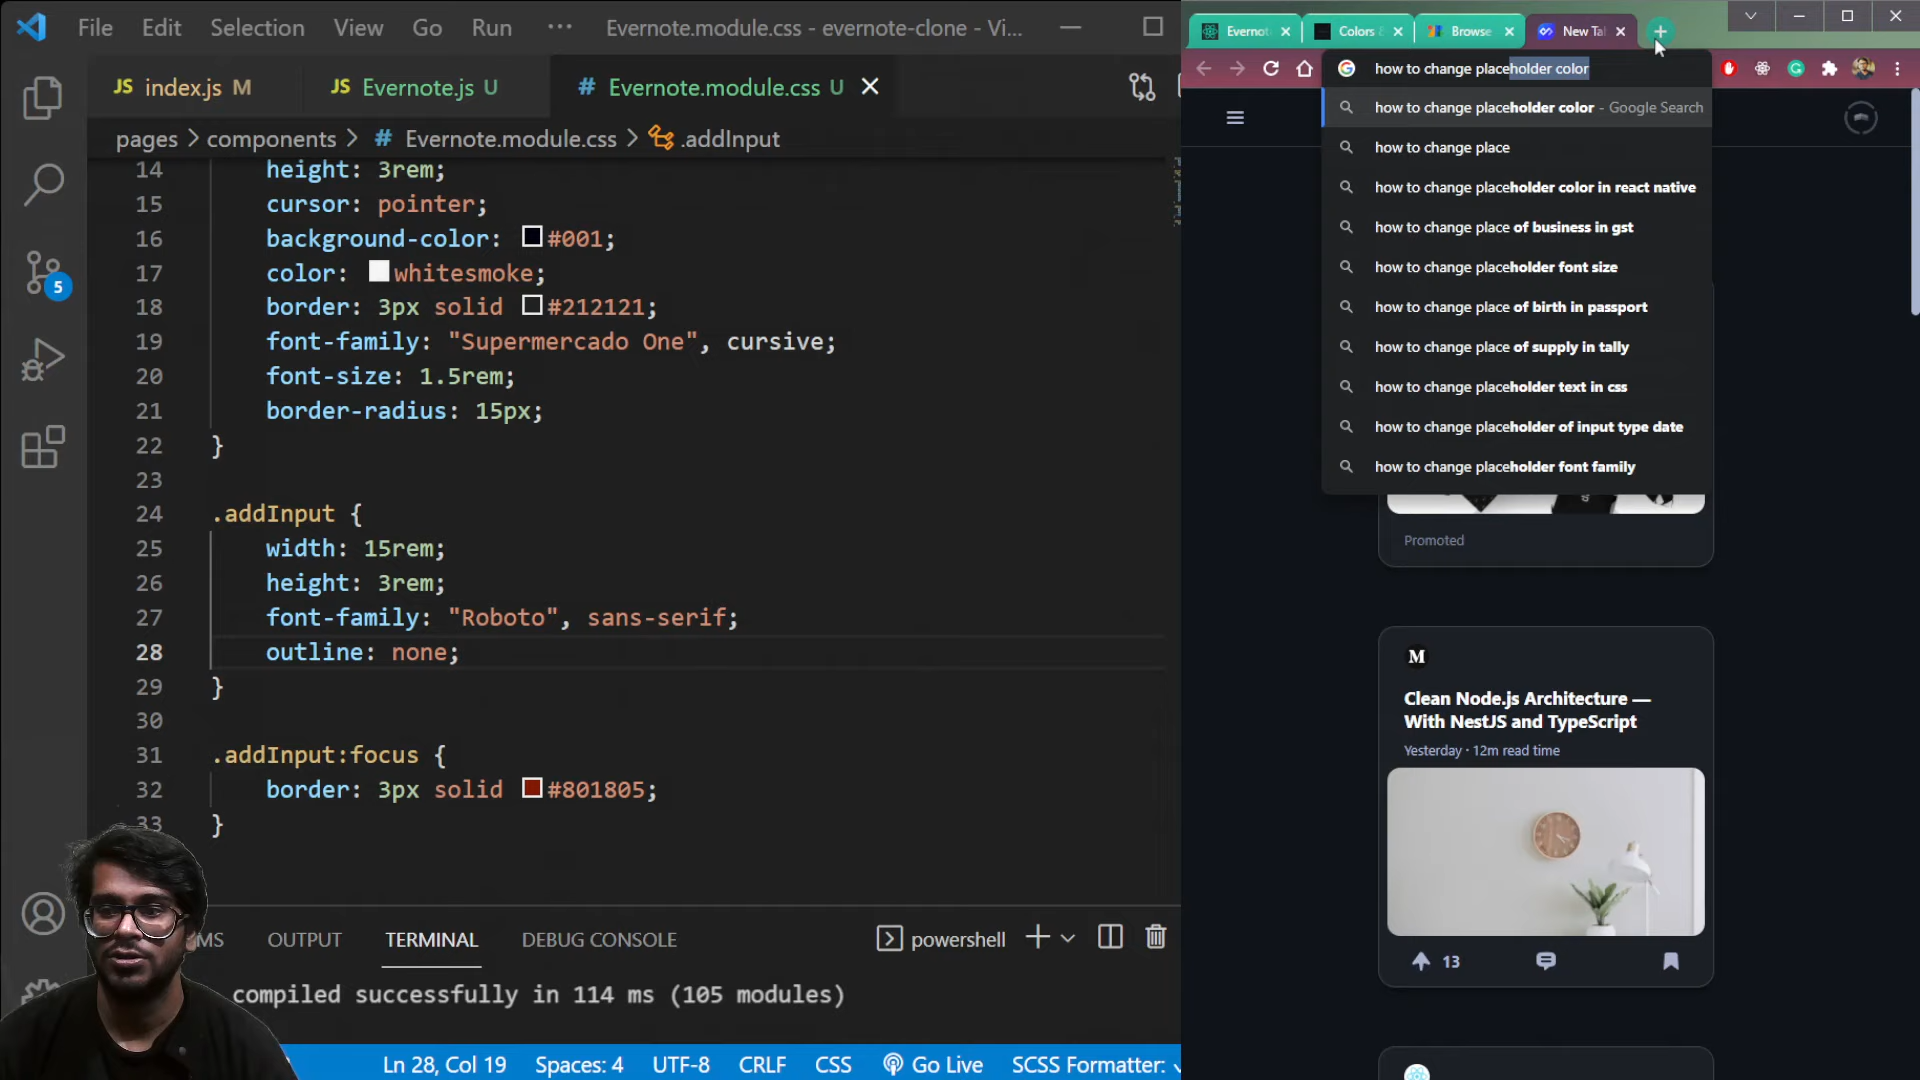 File Edit Selection View Go Run ··· Evernote.module.css - evernote-clone - Vi...
JS index.js M JS Evernote.js U # Evernote.module.css U
pages > components > # Evernote.module.css > .addInput
14 height: 3rem;
15 cursor: pointer;
16 background-color: #001;
17 color: whitesmoke;
18 border: 3px solid #212121;
19 font-family: "Supermercado One", cursive;
20 font-size: 1.5rem;
21 border-radius: 15px;
22 }
23
24 .addInput {
25 width: 15rem;
26 height: 3rem;
27 font-family: "Roboto", sans-serif;
28 outline: none;
29 }
30
31 .addInput:focus {
32 border: 3px solid #801805;
33 }
5
MS OUTPUT TERMINAL DEBUG CONSOLE powershell
compiled successfully in 114 ms (105 modules)
Ln 28, Col 19 Spaces: 4 UTF-8 CRLF CSS Go Live SCSS Formatter:
Evernot Colors Browse New Tal
how to change placeholder color
how to change placeholder color - Google Search
how to change place
how to change placeholder color in react native
how to change place of business in gst
how to change placeholder font size
how to change place of birth in passport
how to change place of supply in tally
how to change placeholder text in css
how to change placeholder of input type date
how to change placeholder font family
Promoted
M
Clean Node.js Architecture —
With NestJS and TypeScript
Yesterday · 12m read time
13